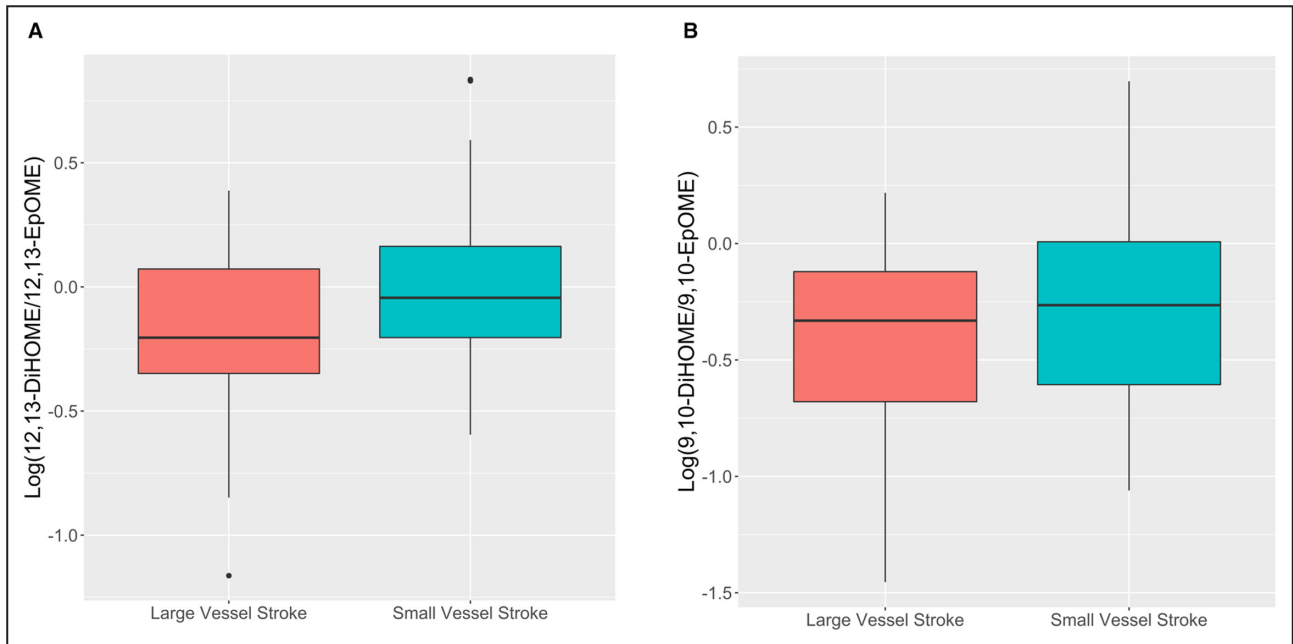 A
Log(12,13-DiHOME/12,13-EpOME)
0.5
0.0
-0.5
-1.0
Large Vessel Stroke
Small Vessel Stroke
B
Log(9,10-DiHOME/9,10-EpOME)
0.5
0.0
-0.5
-1.0
-1.5
Large Vessel Stroke
Small Vessel Stroke